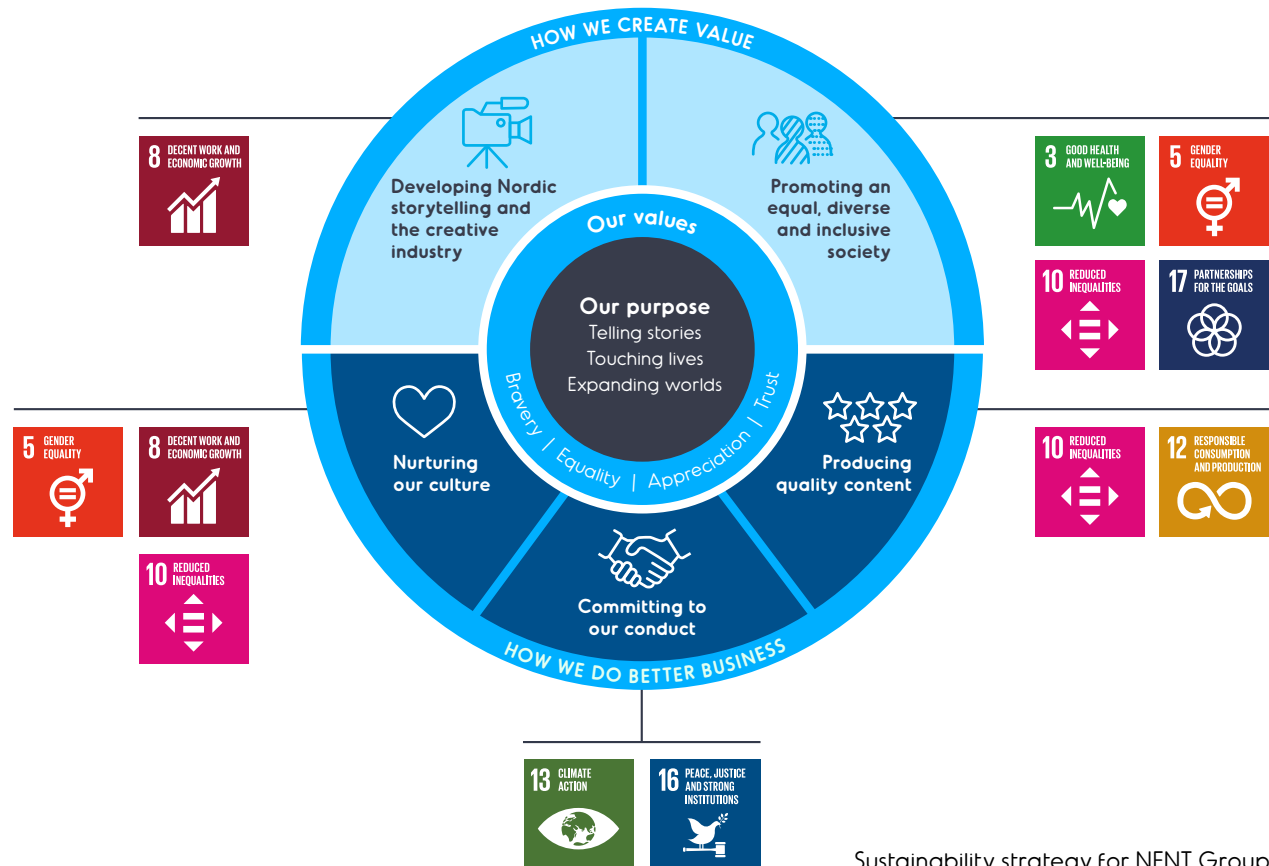 HOW WE CREATE VALUE
8 DECENT WORK AND
ECONOMIC GROWTH
Developing Nordic
storytelling and
the creative
industry
Promoting an
equal, diverse
and inclusive
society
3 GOOD HEALTH
AND WELL-BEING
5 GENDER
EQUALITY
10 REDUCED
INEQUALITIES
17 PARTNERSHIPS
FOR THE GOALS
Our values
Our purpose
Telling stories
Touching lives
Expanding worlds
Bravery | Equality | Appreciation | Trust
5 GENDER
EQUALITY
8 DECENT WORK AND
ECONOMIC GROWTH
10 REDUCED
INEQUALITIES
Nurturing
our culture
Producing
quality content
10 REDUCED
INEQUALITIES
12 RESPONSIBLE
CONSUMPTION
AND PRODUCTION
Committing to
our conduct
HOW WE DO BETTER BUSINESS
13 CLIMATE
ACTION
16 PEACE, JUSTICE
AND STRONG
INSTITUTIONS
Sustainability strategy for NENT Group